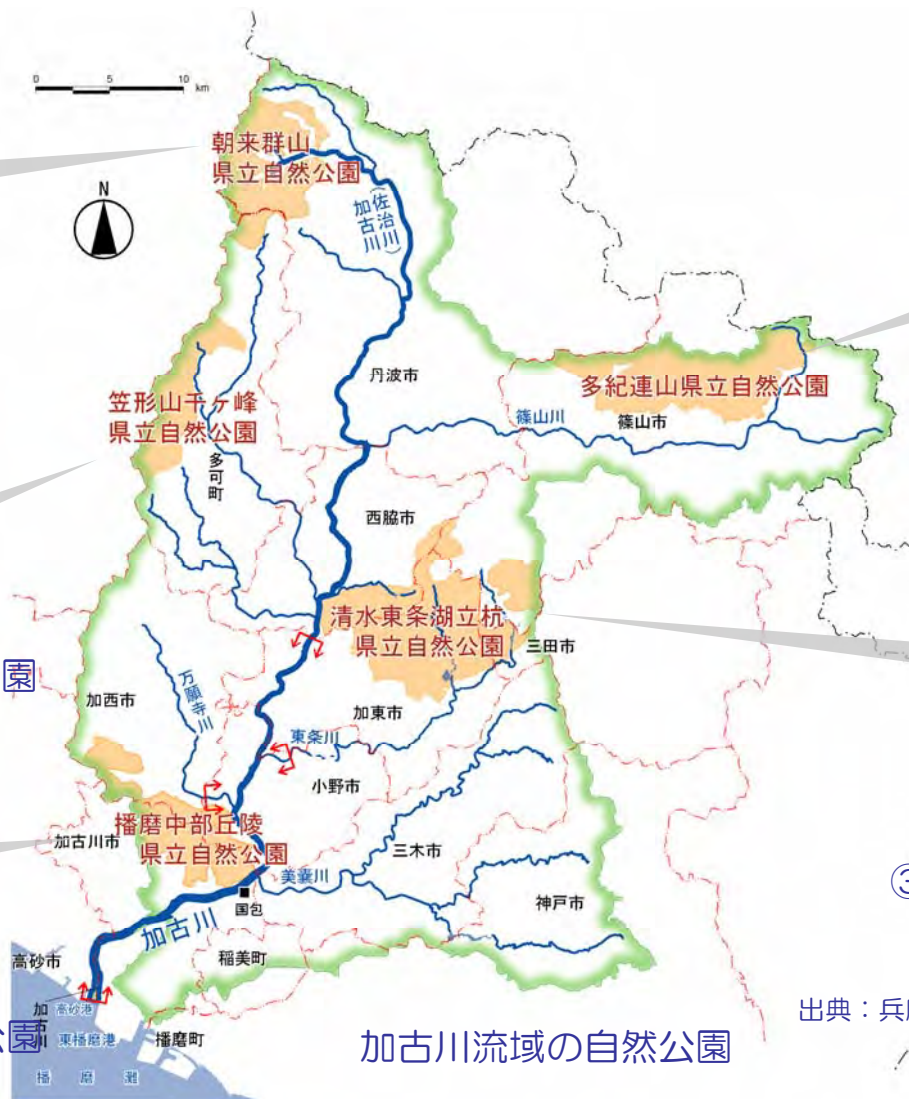 0 5 10 km
N
朝来群山
県立自然公園
(佐治川)
加古川
丹波市
多紀連山県立自然公園
篠山川
篠山市
笠形山千ヶ峰
県立自然公園
多可町
西脇市
清水東条湖立杭
県立自然公園
三田市
園
加西市
万願寺川
加東市
東条川
小野市
播磨中部丘陵
県立自然公園
加古川市
三木市
美嚢川
国包
神戸市
③
加古川
稲美町
高砂市
加古川
高砂港
東播磨港
播磨町
公園
播磨灘
加古川流域の自然公園
出典：兵庫